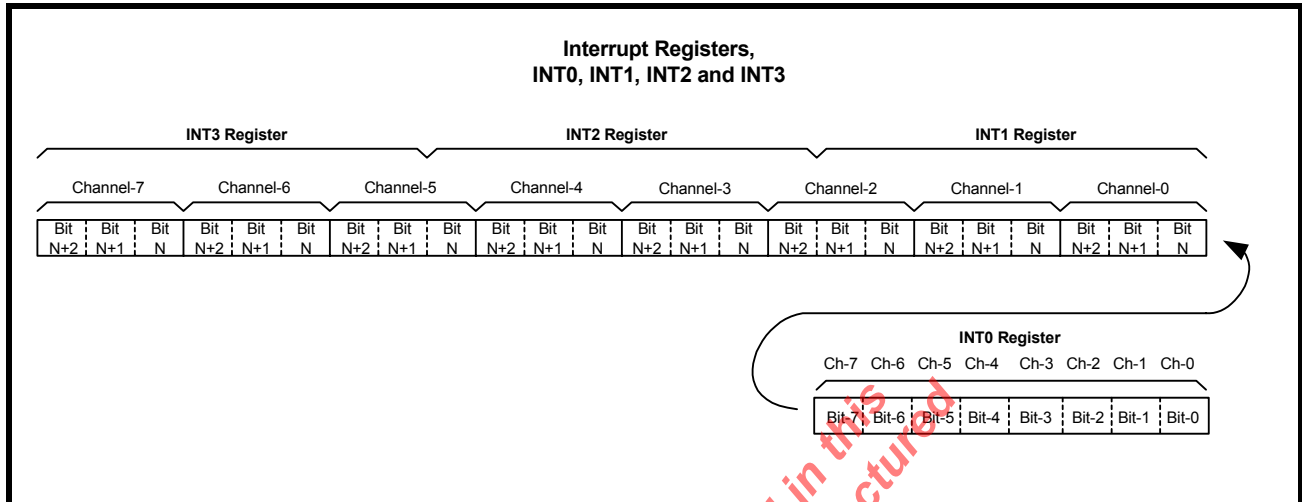 Interrupt Registers,
INT0, INT1, INT2 and INT3
INT3 Register INT2 Register INT1 Register
Channel-7 Channel-6 Channel-5 Channel-4 Channel-3 Channel-2 Channel-1 Channel-0
Bit Bit Bit Bit Bit Bit Bit Bit Bit Bit Bit Bit Bit Bit Bit Bit Bit Bit Bit Bit Bit Bit Bit Bit
N+2 N+1 N N+2 N+1 N N+2 N+1 N N+2 N+1 N N+2 N+1 N N+2 N+1 N N+2 N+1 N N+2 N+1 N
INT0 Register
Ch-7 Ch-6 Ch-5 Ch-4 Ch-3 Ch-2 Ch-1 Ch-0
Bit-7 Bit-6 Bit-5 Bit-4 Bit-3 Bit-2 Bit-1 Bit-0
in this